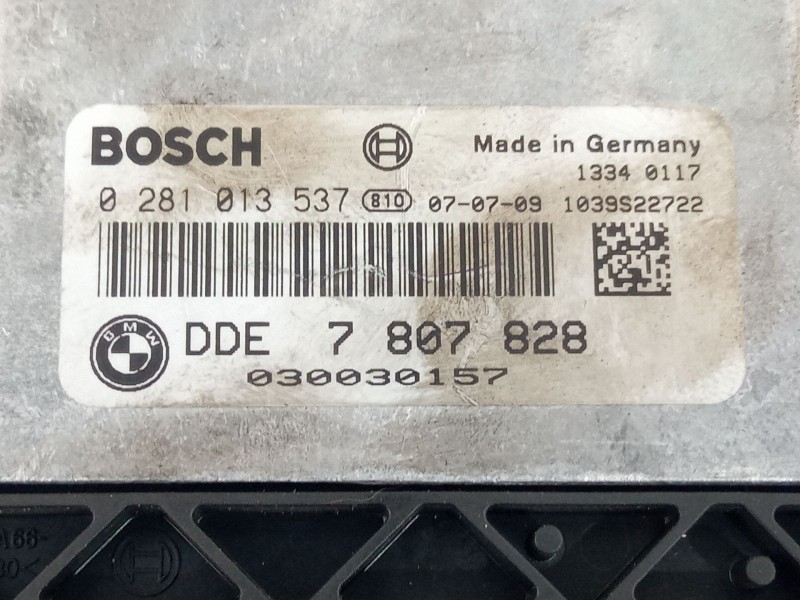 BOSCH
Made in Germany
1334 0117
0 281 013 537 810 07-07-09 1039S22722
BMW
DDE 7 807 828
030030157